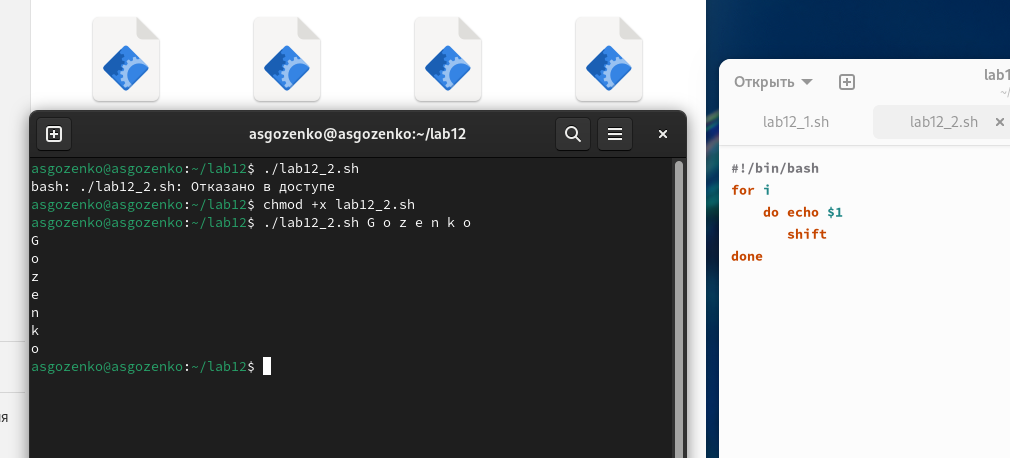 asgozenko@asgozenko:~/lab12
asgozenko@asgozenko:~/lab12$ ./lab12_2.sh
bash: ./lab12_2.sh: Отказано в доступе
asgozenko@asgozenko:~/lab12$ chmod +x lab12_2.sh
asgozenko@asgozenko:~/lab12$ ./lab12_2.sh G o z e n k o
G
o
z
e
n
k
o
asgozenko@asgozenko:~/lab12$
Открыть
lab12_1.sh
lab12_2.sh
#!/bin/bash
for i
do echo $1
shift
done